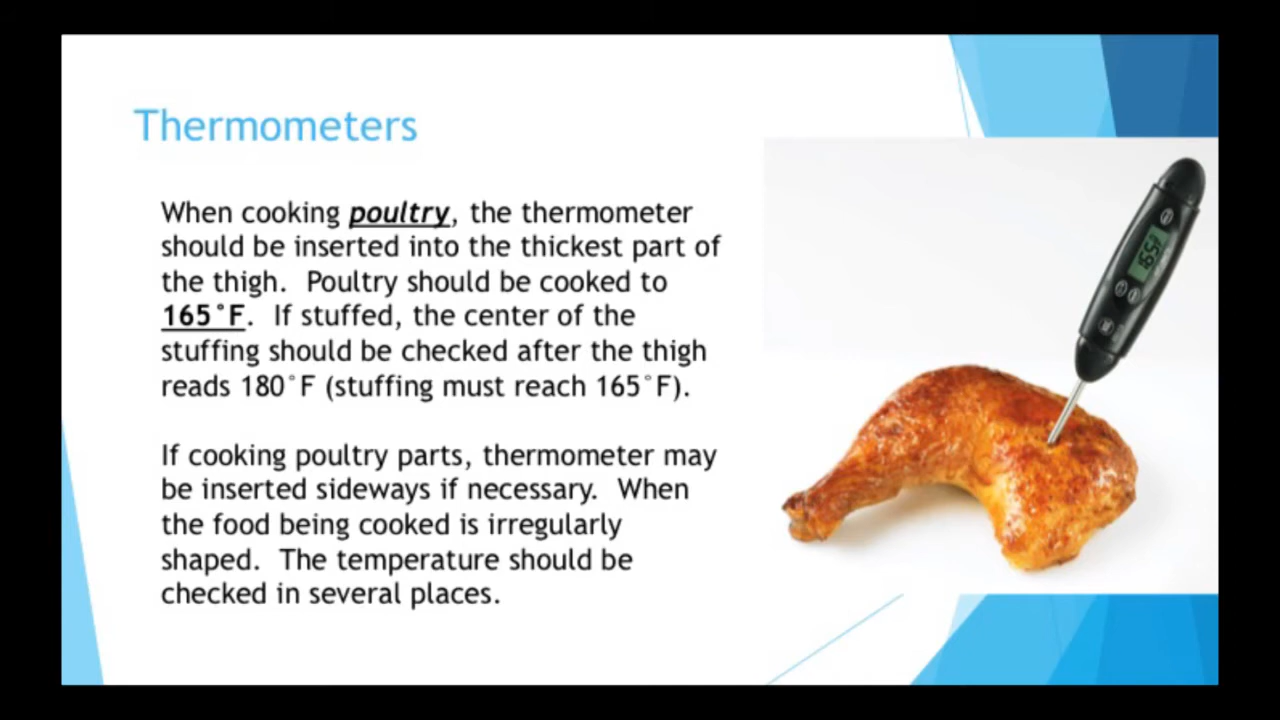 Thermometers
When cooking poultry, the thermometer
should be inserted into the thickest part of
the thigh.  Poultry should be cooked to
165°F.  If stuffed, the center of the
stuffing should be checked after the thigh
reads 180°F (stuffing must reach 165°F).
If cooking poultry parts, thermometer may
be inserted sideways if necessary.  When
the food being cooked is irregularly
shaped.  The temperature should be
checked in several places.